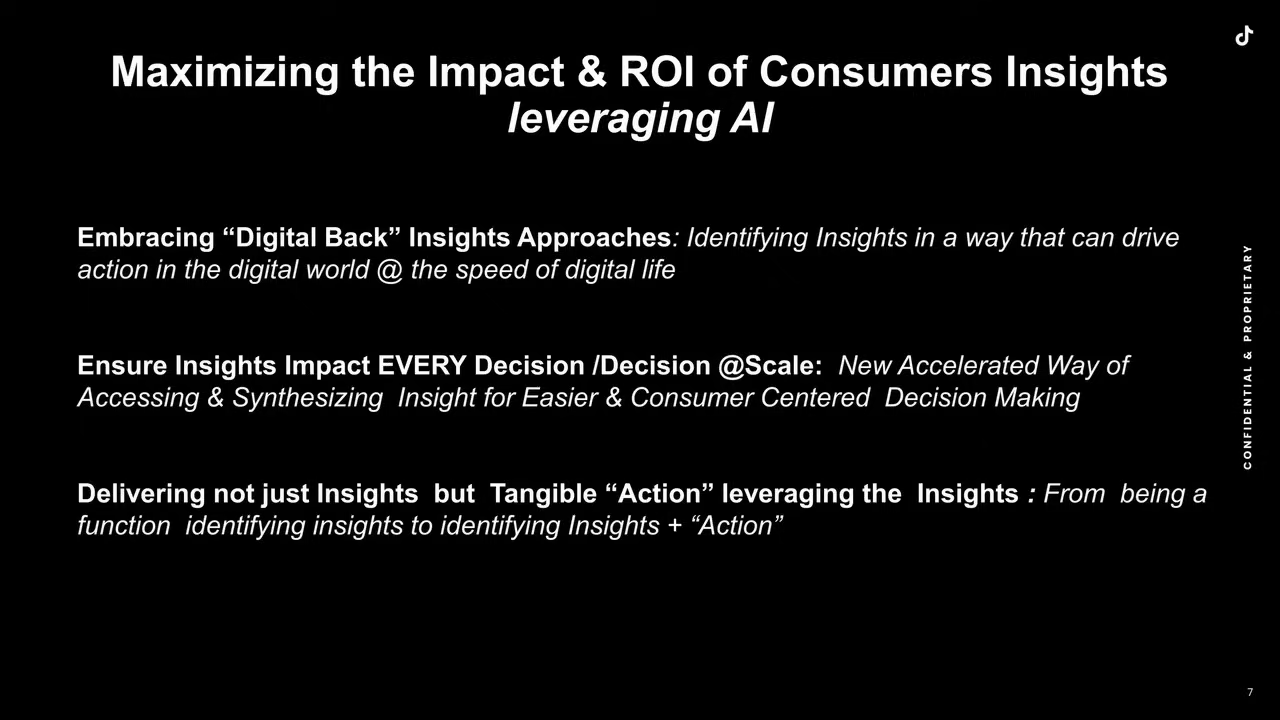 Maximizing the Impact & ROI of Consumers Insights
leveraging AI
Embracing “Digital Back” Insights Approaches: Identifying Insights in a way that can drive
action in the digital world @ the speed of digital life
Ensure Insights Impact EVERY Decision /Decision @Scale:  New Accelerated Way of
Accessing & Synthesizing  Insight for Easier & Consumer Centered  Decision Making
Delivering not just Insights  but  Tangible “Action” leveraging the  Insights : From  being a
function  identifying insights to identifying Insights + “Action”
CONFIDENTIAL & PROPRIETARY
7